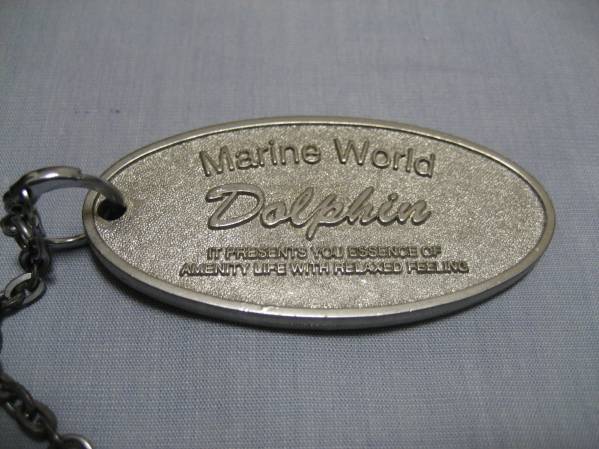 Marine World
Dolphin
IT PRESENTS YOU ESSENCE OF
AMENITY LIFE WITH RELAXED FEELING